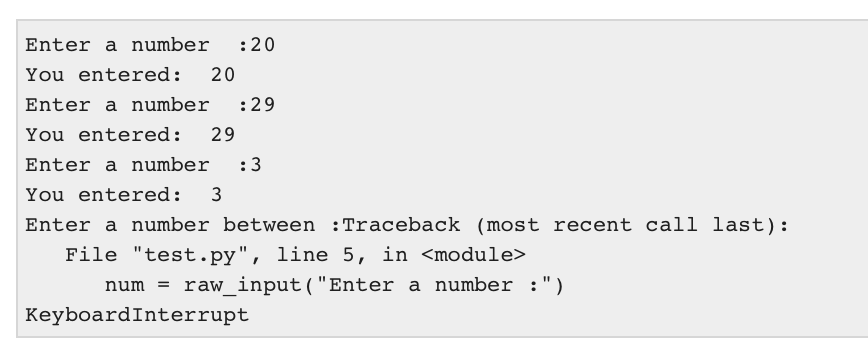 Enter a number  :20
You entered:  20
Enter a number  :29
You entered:  29
Enter a number  :3
You entered:  3
Enter a number between :Traceback (most recent call last):
   File "test.py", line 5, in <module>
      num = raw_input("Enter a number :")
KeyboardInterrupt